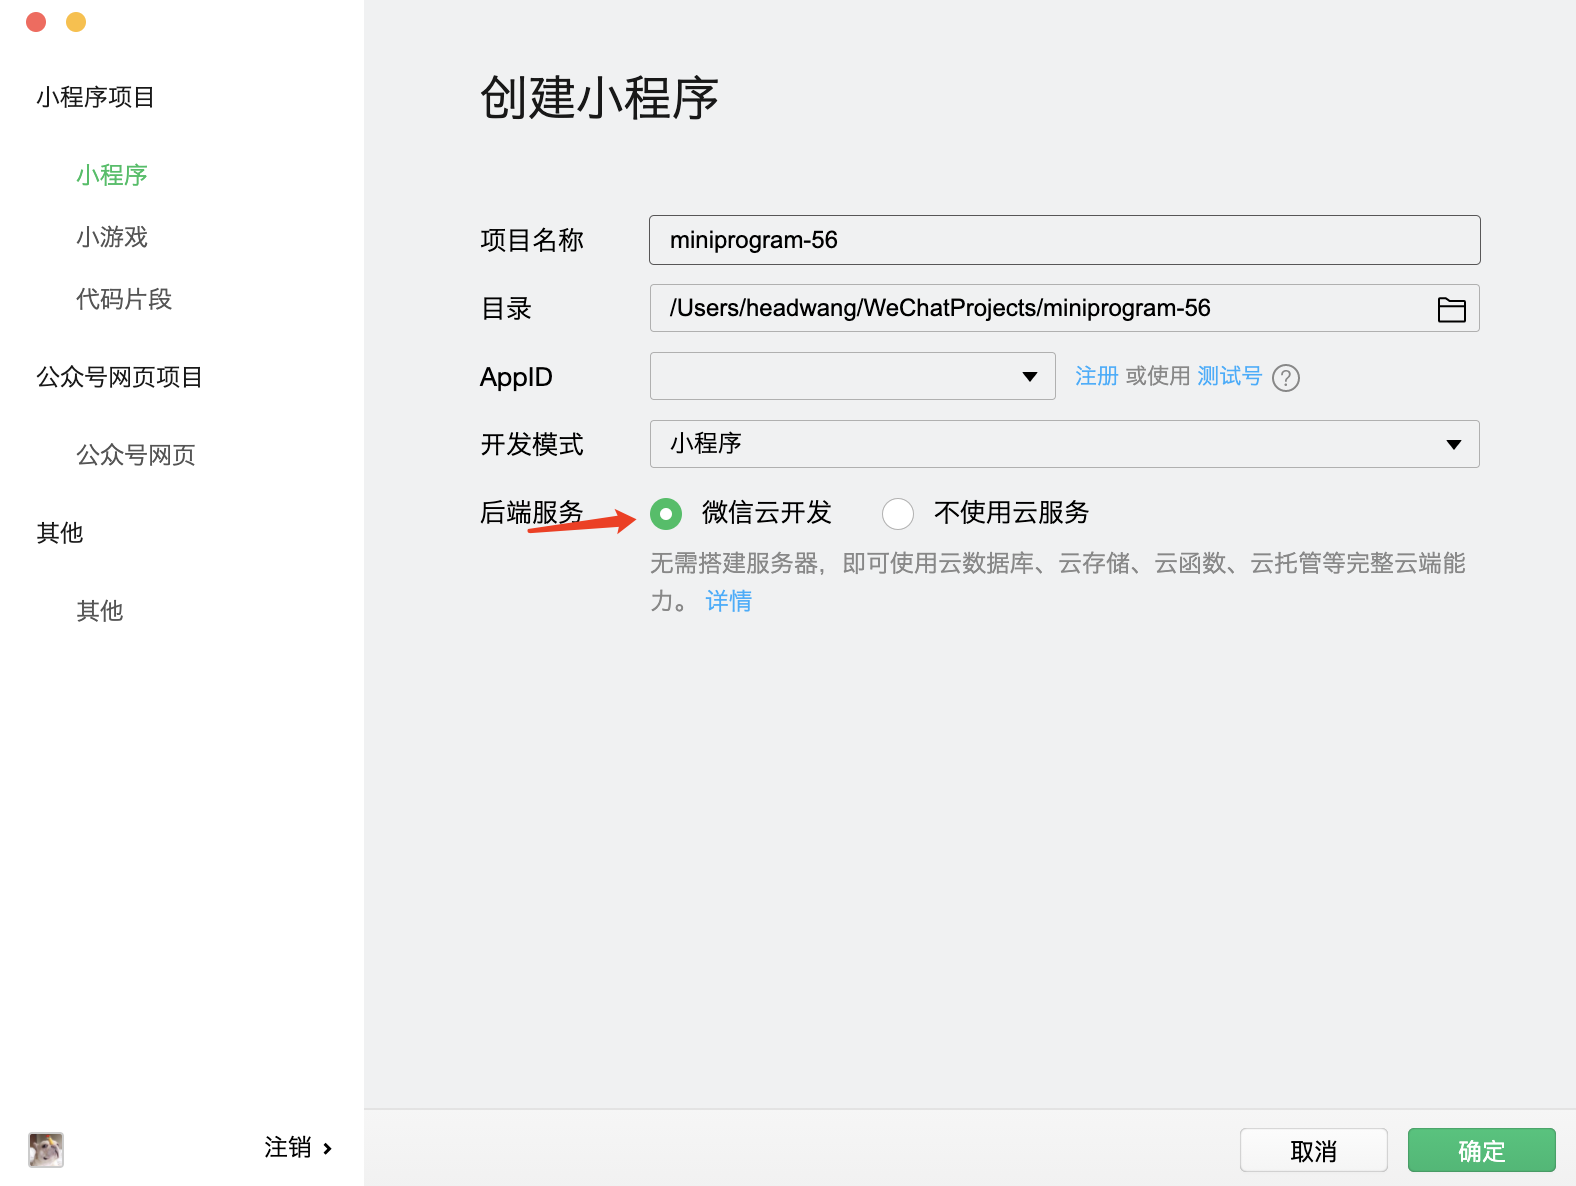 小程序项目
小程序
小游戏
代码片段
公众号网页项目
公众号网页
其他
其他
注销
创建小程序
项目名称 miniprogram-56
目录 /Users/headwang/WeChatProjects/miniprogram-56
AppID 注册 或使用 测试号 ?
开发模式 小程序
后端服务 微信云开发 不使用云服务
无需搭建服务器，即可使用云数据库、云存储、云函数、云托管等完整云端能
力。 详情
取消 确定